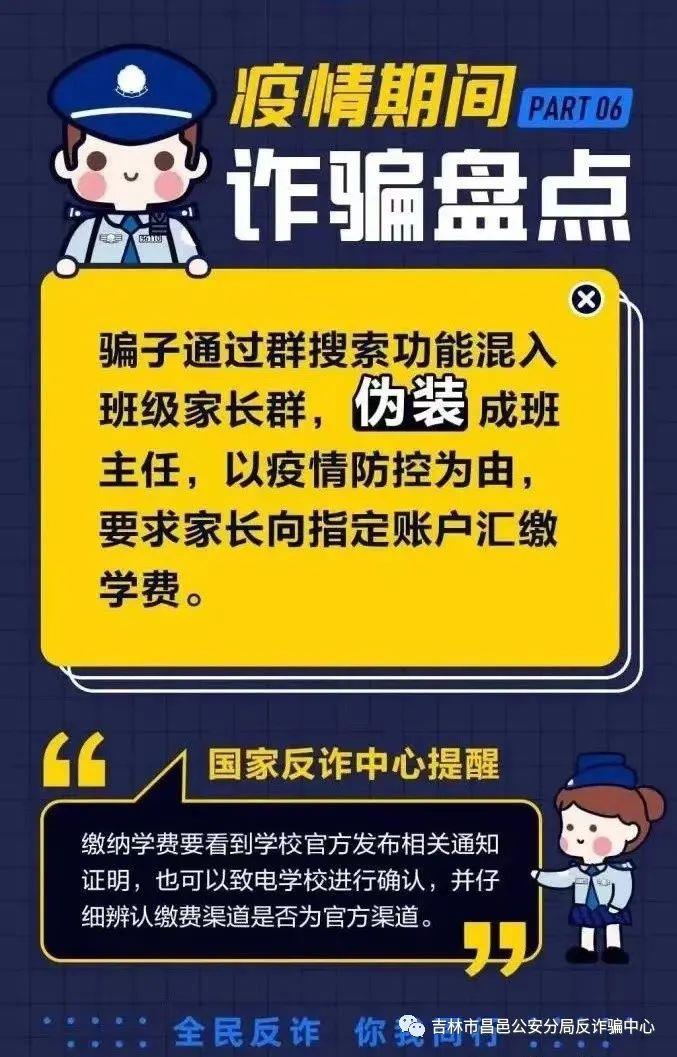 疫情期间
PART 06
诈骗盘点
骗子通过群搜索功能混入
班级家长群，伪装成班
主任，以疫情防控为由，
要求家长向指定账户汇缴
学费。
国家反诈中心提醒
缴纳学费要看到学校官方发布相关通知
证明，也可以致电学校进行确认，并仔
细辨认缴费渠道是否为官方渠道。
全民反诈 你我同行
吉林市昌邑公安分局反诈骗中心